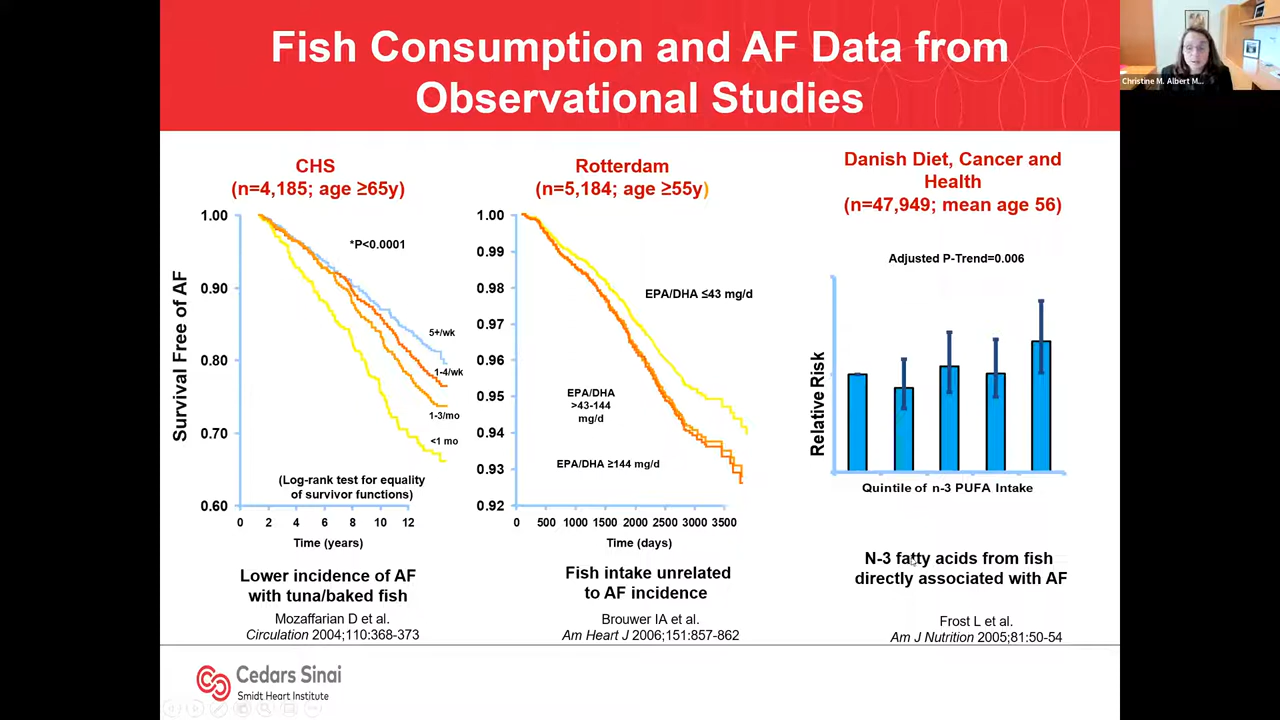 Fish Consumption and AF Data from
Observational Studies
Christine M. Albert M...
CHS
(n=4,185; age ≥65y)
Survival Free of AF
1.00
0.90
0.80
0.70
0.60
*P<0.0001
5+/wk
1-4/wk
1-3/mo
<1 mo
(Log-rank test for equality
of survivor functions)
0 2 4 6 8 10 12
Time (years)
Lower incidence of AF
with tuna/baked fish
Mozaffarian D et al.
Circulation 2004;110:368-373
Rotterdam
(n=5,184; age ≥55y)
1.00
0.99
0.98
0.97
0.96
0.95
0.94
0.93
0.92
EPA/DHA ≤43 mg/d
EPA/DHA
>43-144
mg/d
EPA/DHA ≥144 mg/d
0 500 1000 1500 2000 2500 3000 3500
Time (days)
Fish intake unrelated
to AF incidence
Brouwer IA et al.
Am Heart J 2006;151:857-862
Danish Diet, Cancer and
Health
(n=47,949; mean age 56)
Adjusted P-Trend=0.006
Relative Risk
Quintile of n-3 PUFA Intake
N-3 fatty acids from fish
directly associated with AF
Frost L et al.
Am J Nutrition 2005;81:50-54
Cedars Sinai
Smidt Heart Institute